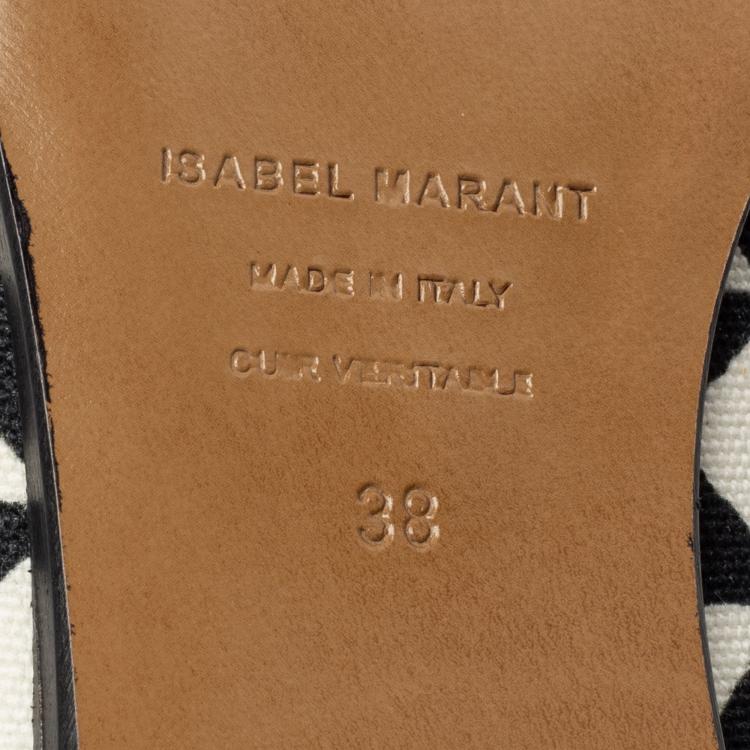 ISABEL MARANT
MADE IN ITALY
CUIR VERITABLE
38